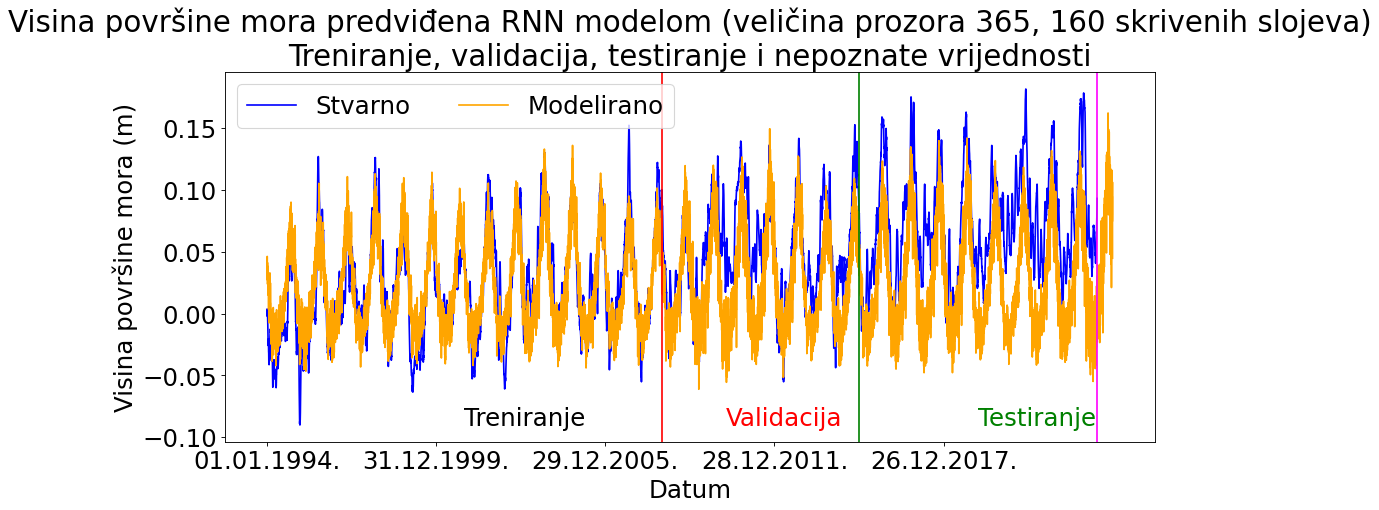 Visina površine mora predviđena RNN modelom (veličina prozora 365, 160 skrivenih slojeva)
Treniranje, validacija, testiranje i nepoznate vrijednosti
Stvarno Modelirano
Visina površine mora (m)
0.15
0.10
0.05
0.00
−0.05
−0.10
Treniranje Validacija Testiranje
01.01.1994. 31.12.1999. 29.12.2005. 28.12.2011. 26.12.2017.
Datum